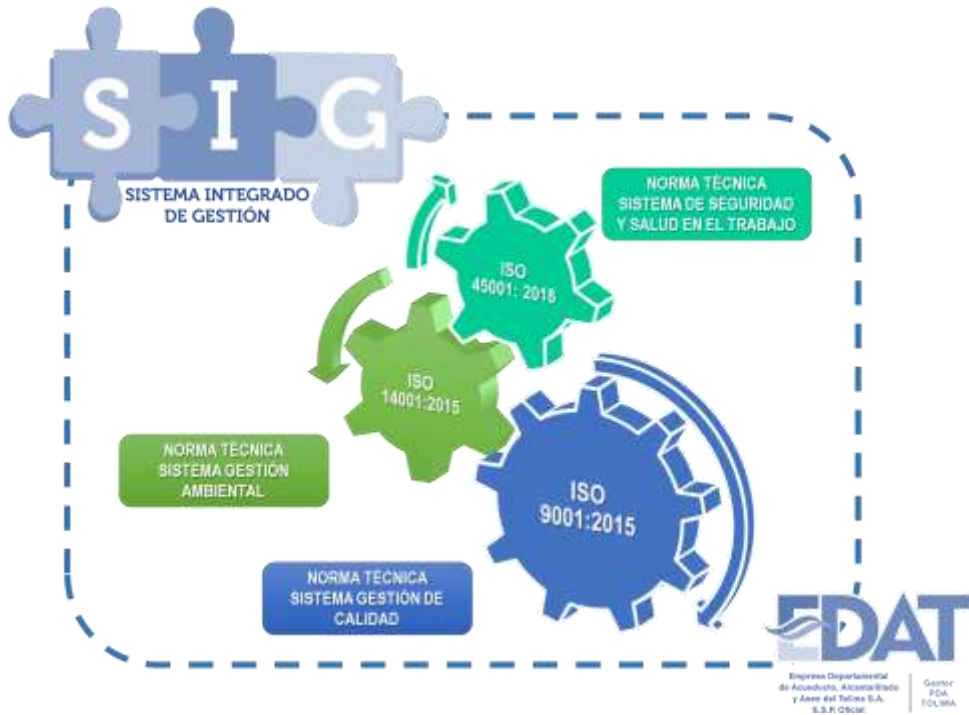 SIG
SISTEMA INTEGRADO
DE GESTIÓN
NORMA TÉCNICA
SISTEMA DE SEGURIDAD
Y SALUD EN EL TRABAJO
ISO
45001: 2018
ISO
14001:2015
NORMA TÉCNICA
SISTEMA GESTIÓN
AMBIENTAL
ISO
9001:2015
NORMA TÉCNICA
SISTEMA GESTIÓN DE
CALIDAD
EDAT
Empresa Departamental
de Acueducto, Alcantarillado
y Aseo del Tolima S.A.
E.S.P. Oficial
Gestor
PDA
TOLIMA